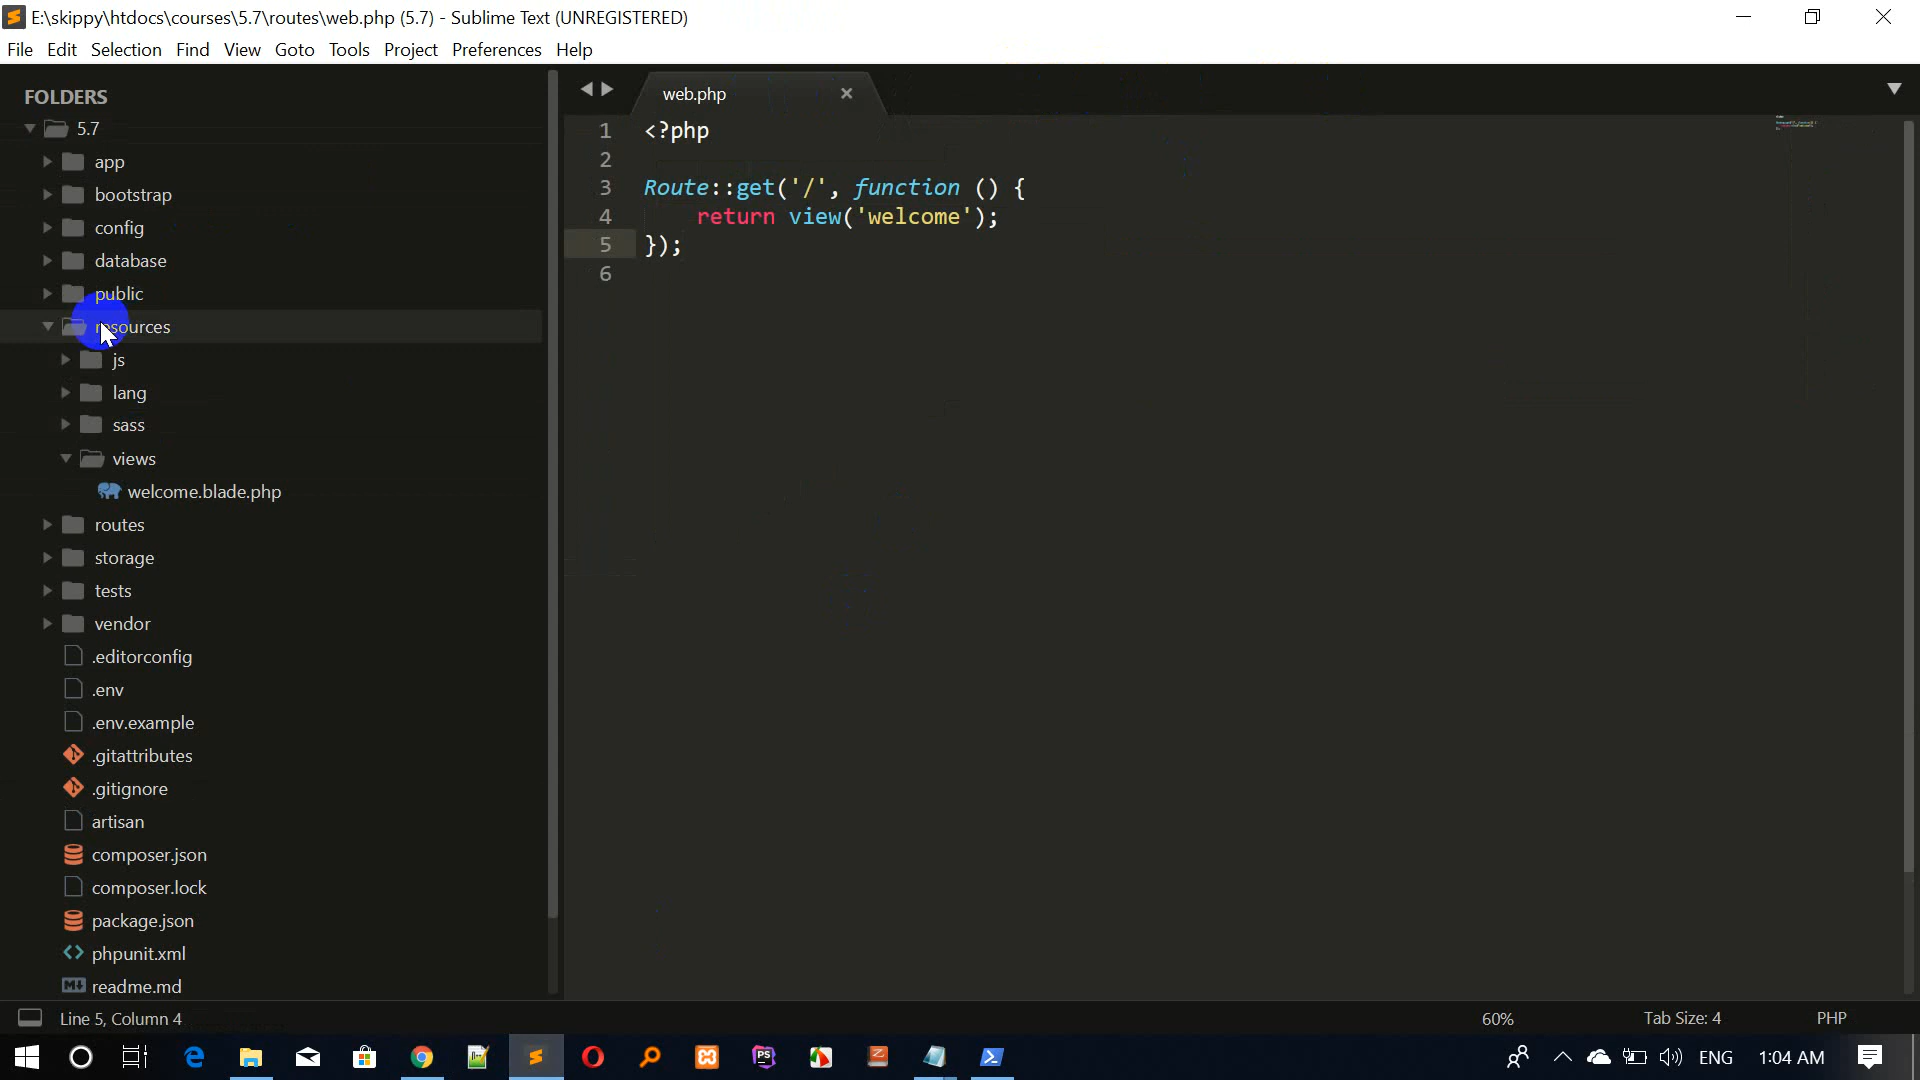 E:\skippy\htdocs\courses\5.7\routes\web.php (5.7) - Sublime Text (UNREGISTERED)
File Edit Selection Find View Goto Tools Project Preferences Help
FOLDERS
5.7
app
bootstrap
config
database
public
resources
js
lang
sass
views
welcome.blade.php
routes
storage
tests
vendor
.editorconfig
.env
.env.example
.gitattributes
.gitignore
artisan
composer.json
composer.lock
package.json
phpunit.xml
readme.md
web.php
1 <?php
2
3 Route::get('/', function () {
4 return view('welcome');
5 });
6
Line 5, Column 4
60%
Tab Size: 4
PHP
ENG
1:04 AM